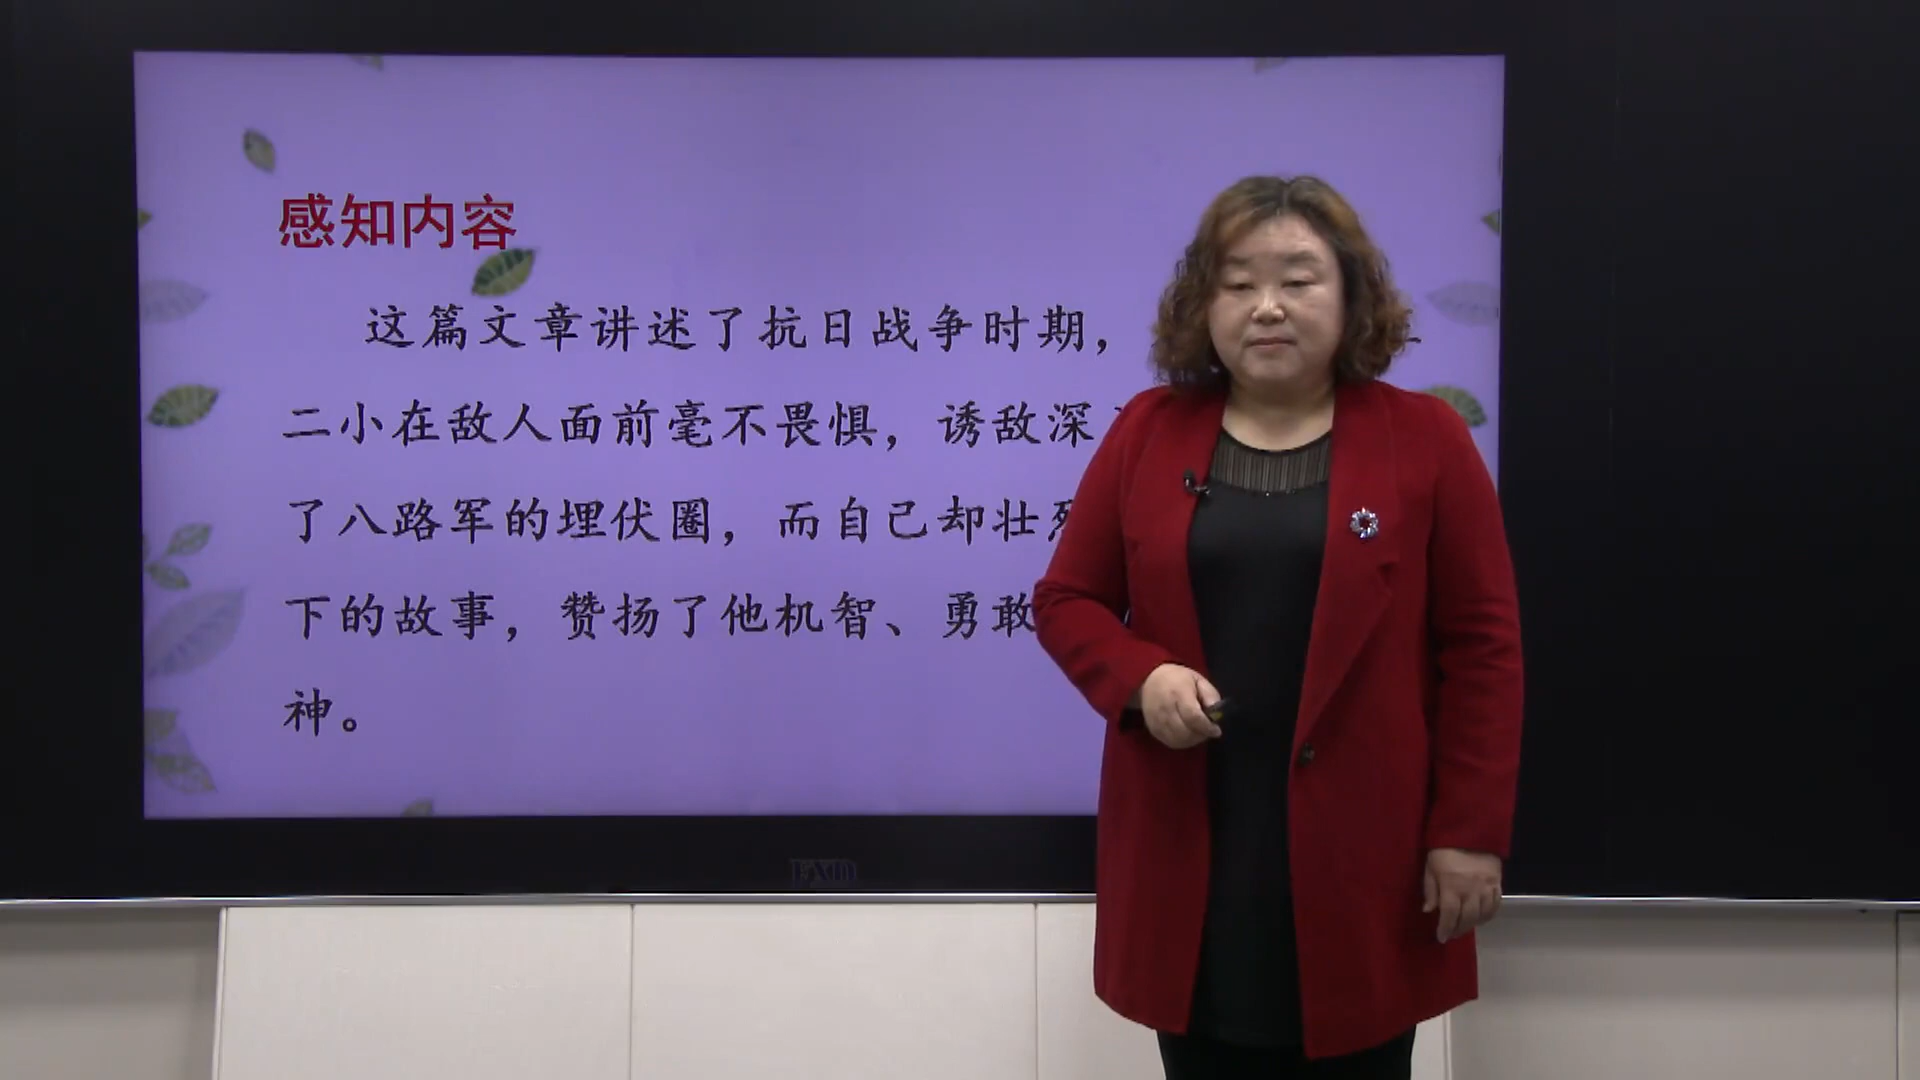 感知内容
这篇文章讲述了抗日战争时期，
二小在敌人面前毫不畏惧，诱敌深
了八路军的埋伏圈，而自己却壮烈
下的故事，赞扬了他机智、勇敢
神。
EXD